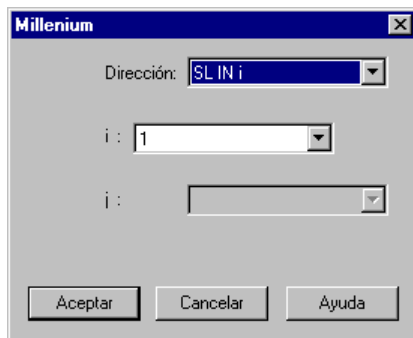 Millenium
Dirección: SL IN i
i : 1
j :
Aceptar Cancelar Ayuda